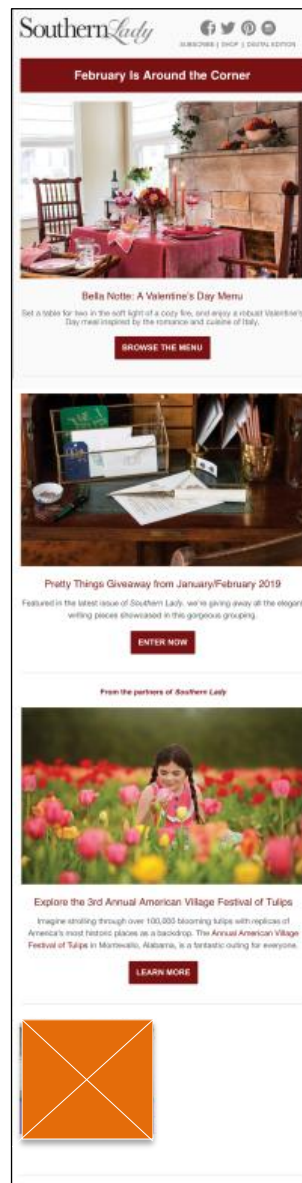 Southern Lady
SUBSCRIBE | SHOP | DIGITAL EDITION
February Is Around the Corner
Bella Notte: A Valentine's Day Menu
Set a table for two in the soft light of a cozy fire, and enjoy a robust Valentine's
Day meal inspired by the romance and cuisine of Italy.
BROWSE THE MENU
Pretty Things Giveaway from January/February 2019
Featured in the latest issue of Southern Lady, we're giving away all the elegant
writing pieces showcased in this gorgeous grouping.
ENTER NOW
From the partners of Southern Lady
Explore the 3rd Annual American Village Festival of Tulips
Imagine strolling through over 100,000 blooming tulips with replicas of
America's most historic places as a backdrop. The Annual American Village
Festival of Tulips in Montevallo, Alabama, is a fantastic outing for everyone.
LEARN MORE